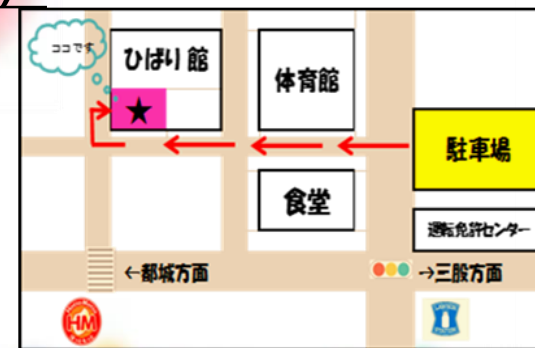 ココです
ひばり館
体育館
駐車場
食堂
運転免許センター
←都城方面
→三股方面
HM